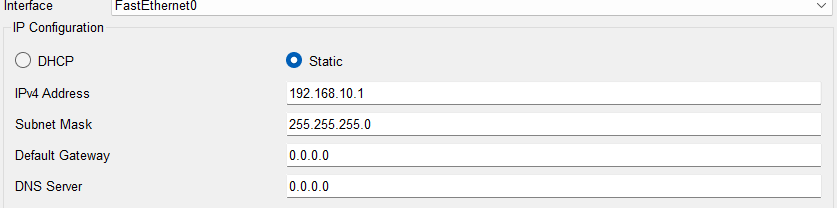 Interface FastEthernet0
IP Configuration
DHCP Static
IPv4 Address 192.168.10.1
Subnet Mask 255.255.255.0
Default Gateway 0.0.0.0
DNS Server 0.0.0.0